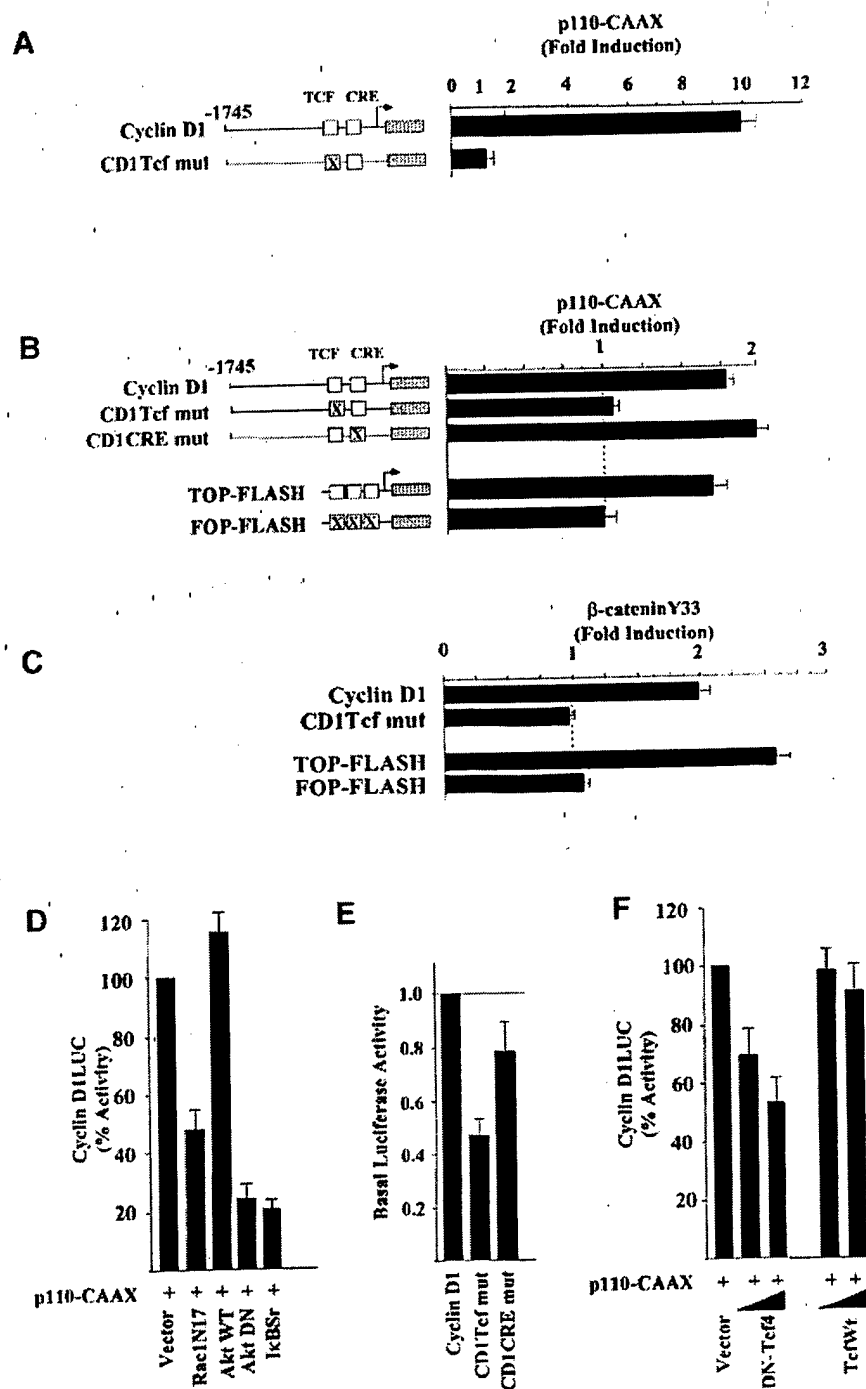 A
p110-CAAX
(Fold Induction)
0 1 2 4 6 8 10 12
TCF CRE
-1745
Cyclin D1
CD1Tcf mut X
B
p110-CAAX
(Fold Induction)
1 2
TCF CRE
-1745
Cyclin D1
CD1Tcf mut X
CD1CRE mut X
TOP-FLASH
FOP-FLASH XXX
C
β-cateninY33
(Fold Induction)
0 1 2 3
Cyclin D1
CD1Tcf mut
TOP-FLASH
FOP-FLASH
D
Cyclin D1LUC
(% Activity)
120
100
80
60
40
20
p110-CAAX + + + + +
Vector
Rac1N17
Akt WT
Akt DN
IκBSr
E
Basal Luciferase Activity
1.0
0.8
0.6
0.4
0.2
Cyclin D1
CD1Tcf mut
CD1CRE mut
F
Cyclin D1LUC
(% Activity)
120
100
80
60
40
20
p110-CAAX + + + + +
Vector
DN-Tcf4
TcfWt